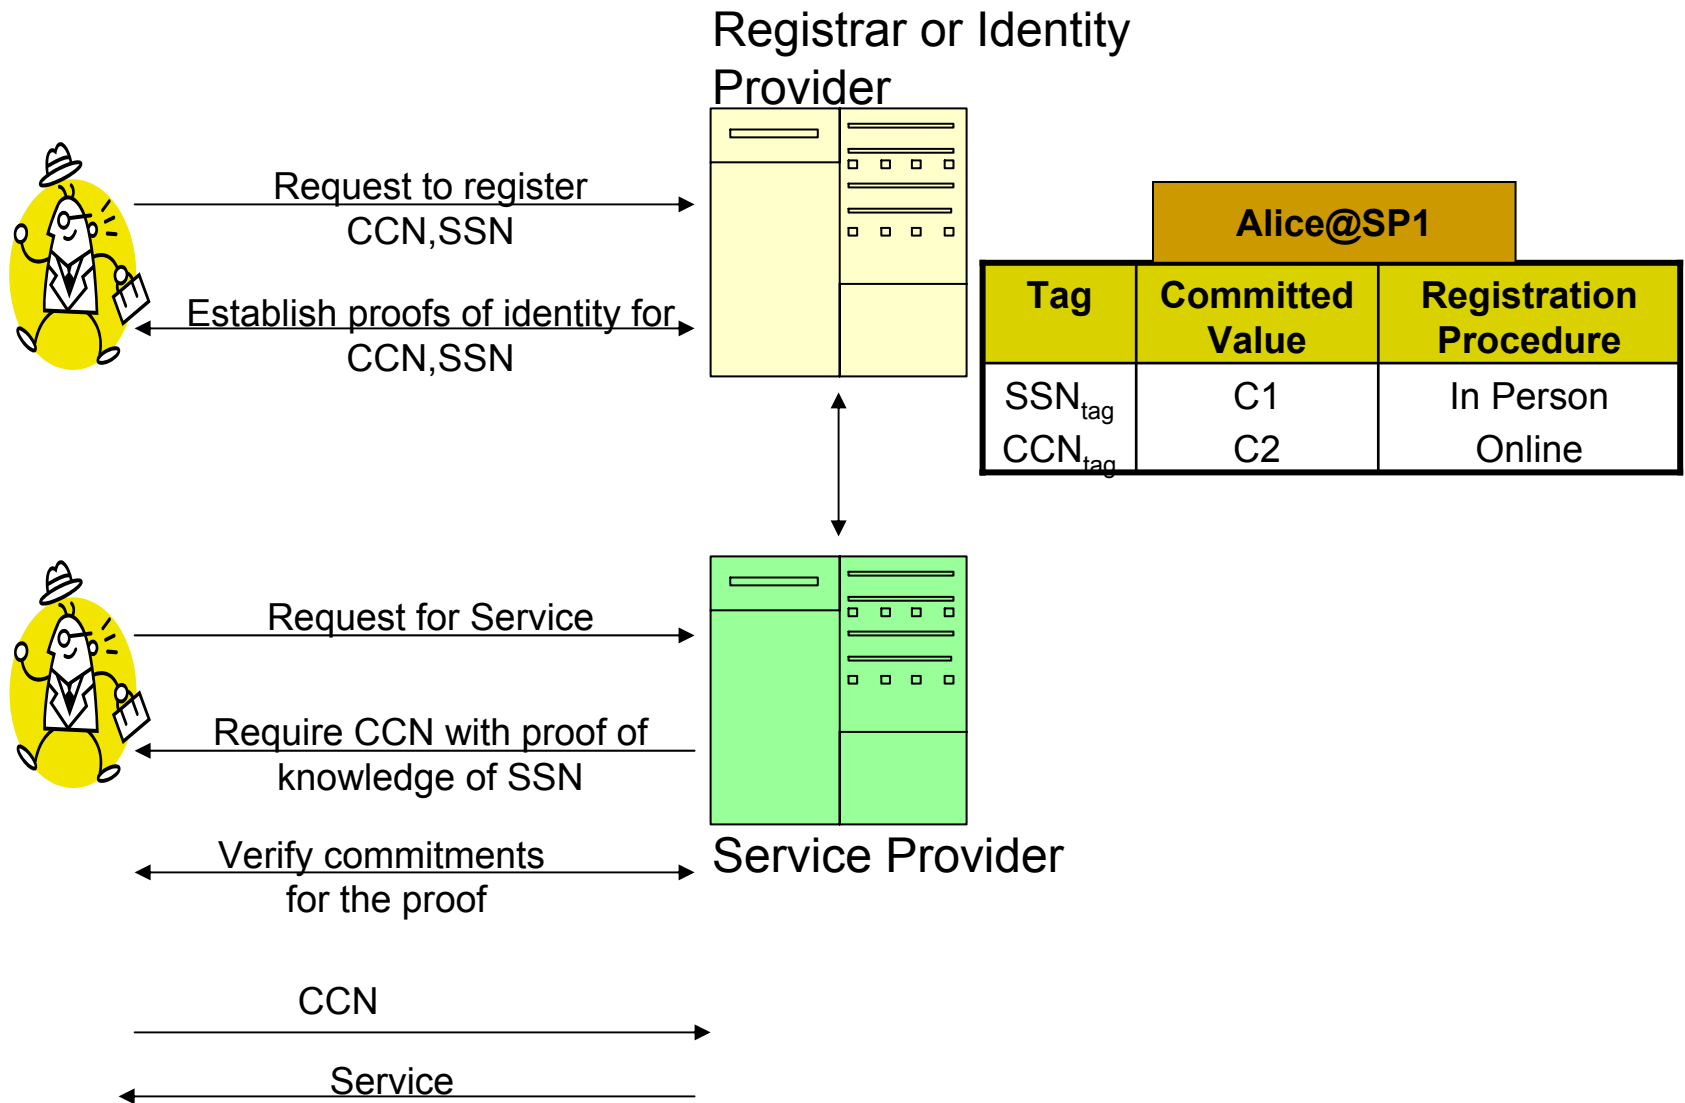 Registrar or Identity
Provider
Request to register
CCN,SSN
Establish proofs of identity for
CCN,SSN
Alice@SP1
Tag Committed Value Registration Procedure
SSNtag C1 In Person
CCNtag C2 Online
Request for Service
Require CCN with proof of
knowledge of SSN
Service Provider
Verify commitments
for the proof
CCN
Service